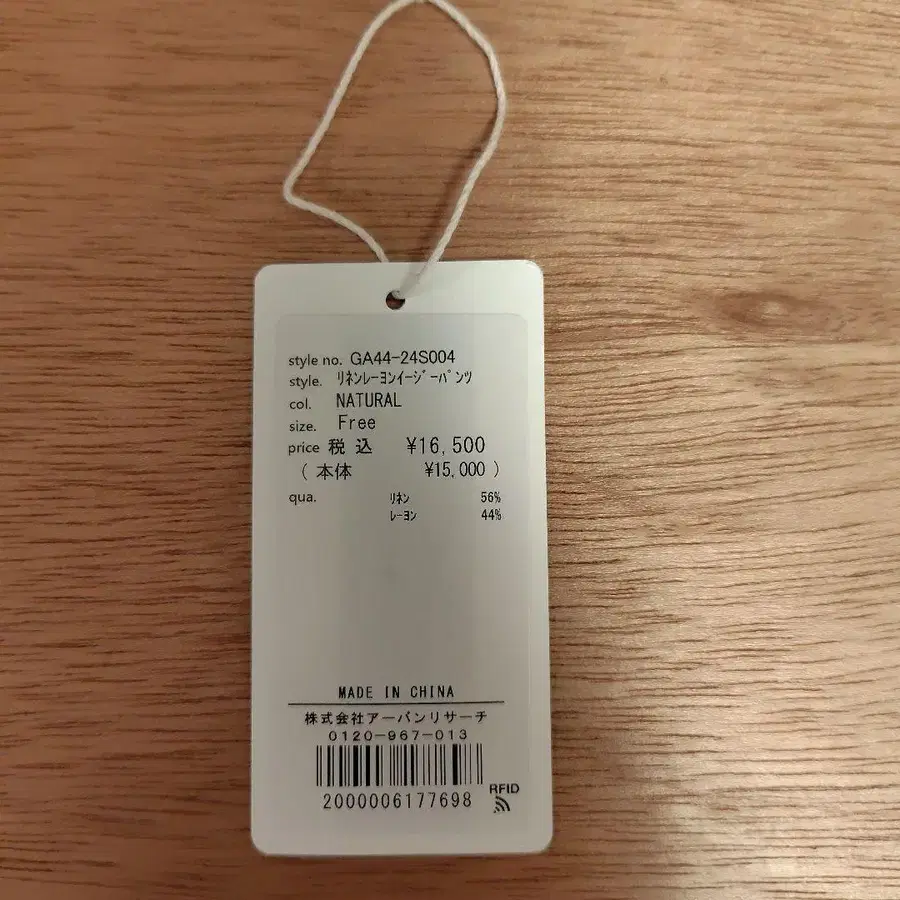 style no. GA44-24S004
style. ﾘﾈﾝﾚｰﾖﾝｲｰｼﾞｰﾊﾟﾝﾂ
col. NATURAL
size. Free
price 税 込 ¥16,500
( 本体 ¥15,000 )
qua. ﾘﾈﾝ 56%
ﾚｰﾖﾝ 44%
MADE IN CHINA
株式会社アーバンリサーチ
0120-967-013
RFID
2000006177698